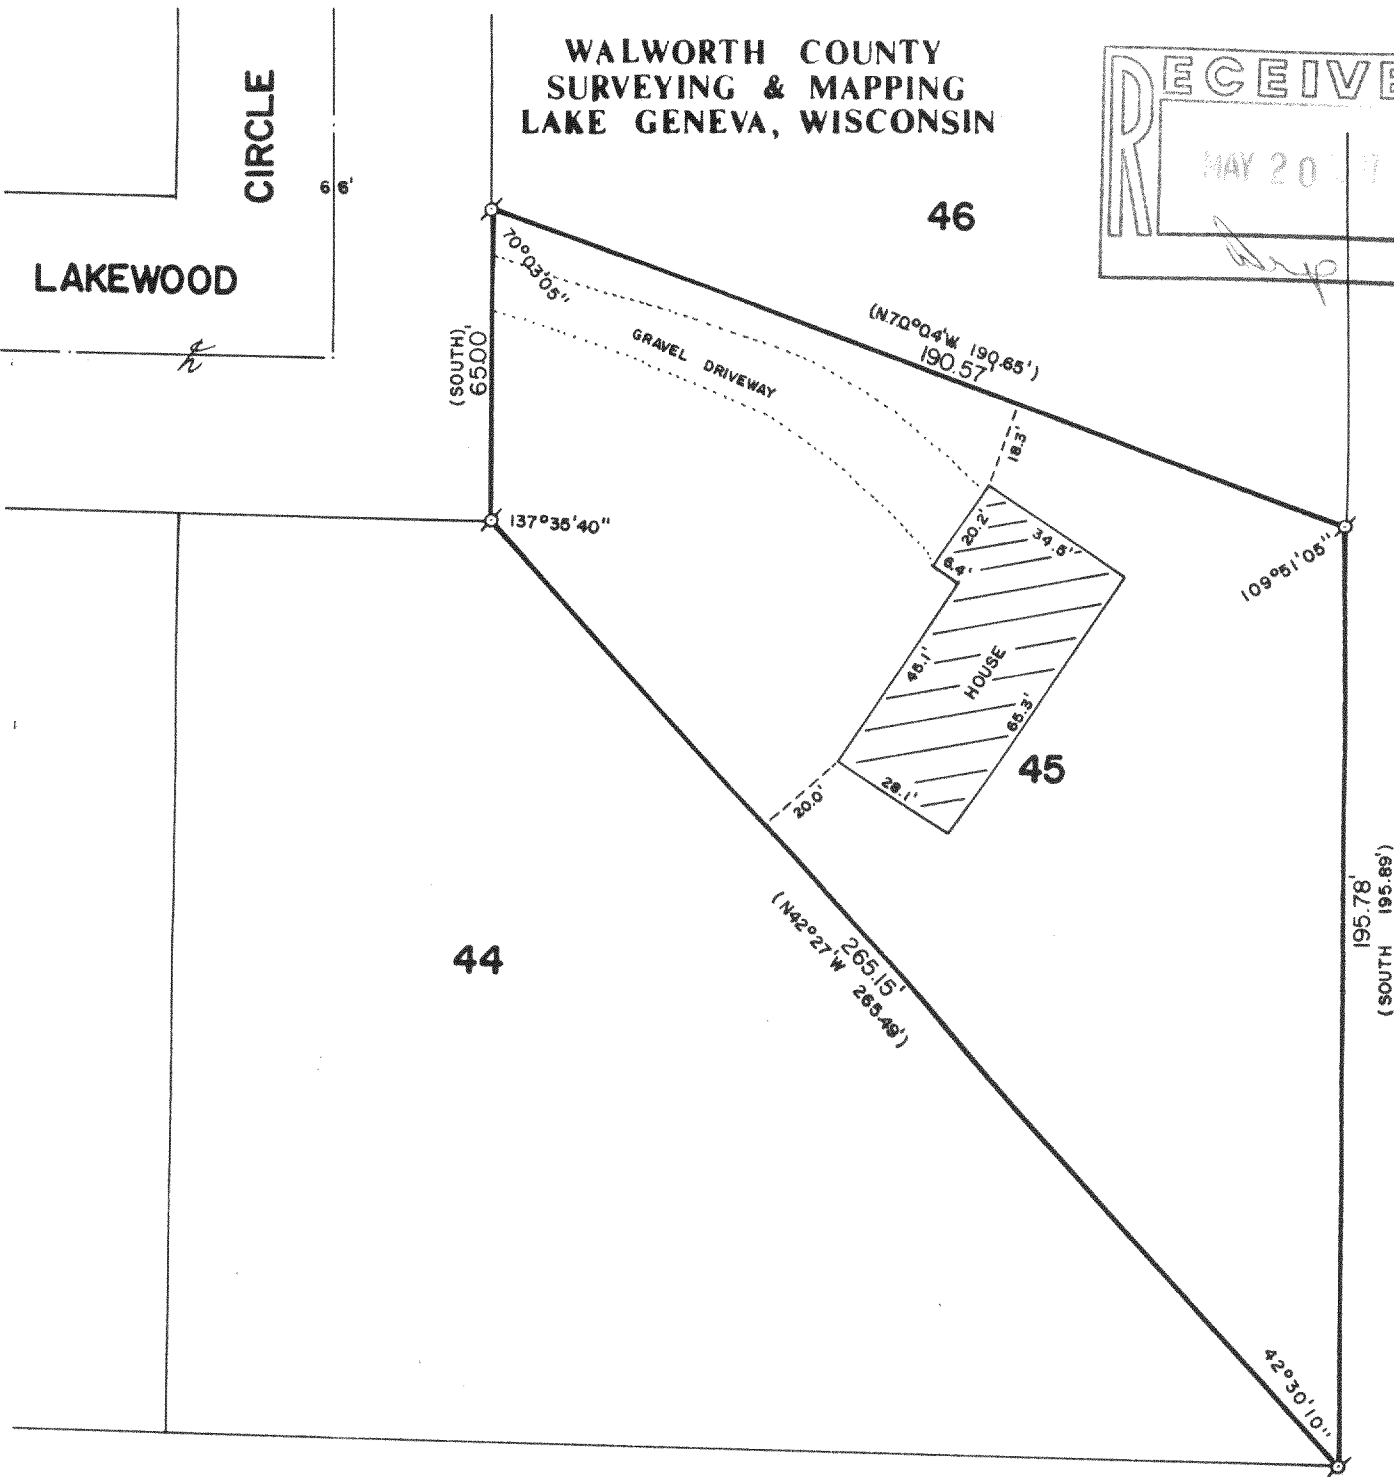 WALWORTH COUNTY
SURVEYING & MAPPING
LAKE GENEVA, WISCONSIN
RECEIVE
MAY 20
CIRCLE
66'
LAKEWOOD
46
70°03'05"
(SOUTH)
65.00'
GRAVEL DRIVEWAY
(N.70°04'W. 190.65')
190.57'
18.3'
137°35'40"
20.2'
34.5'
6.4'
109°51'05"
45.1'
HOUSE
65.3'
45
28.1'
20.0'
195.78'
(SOUTH 195.89')
44
265.15'
(N42°27'W 265.49')
42°30'10"